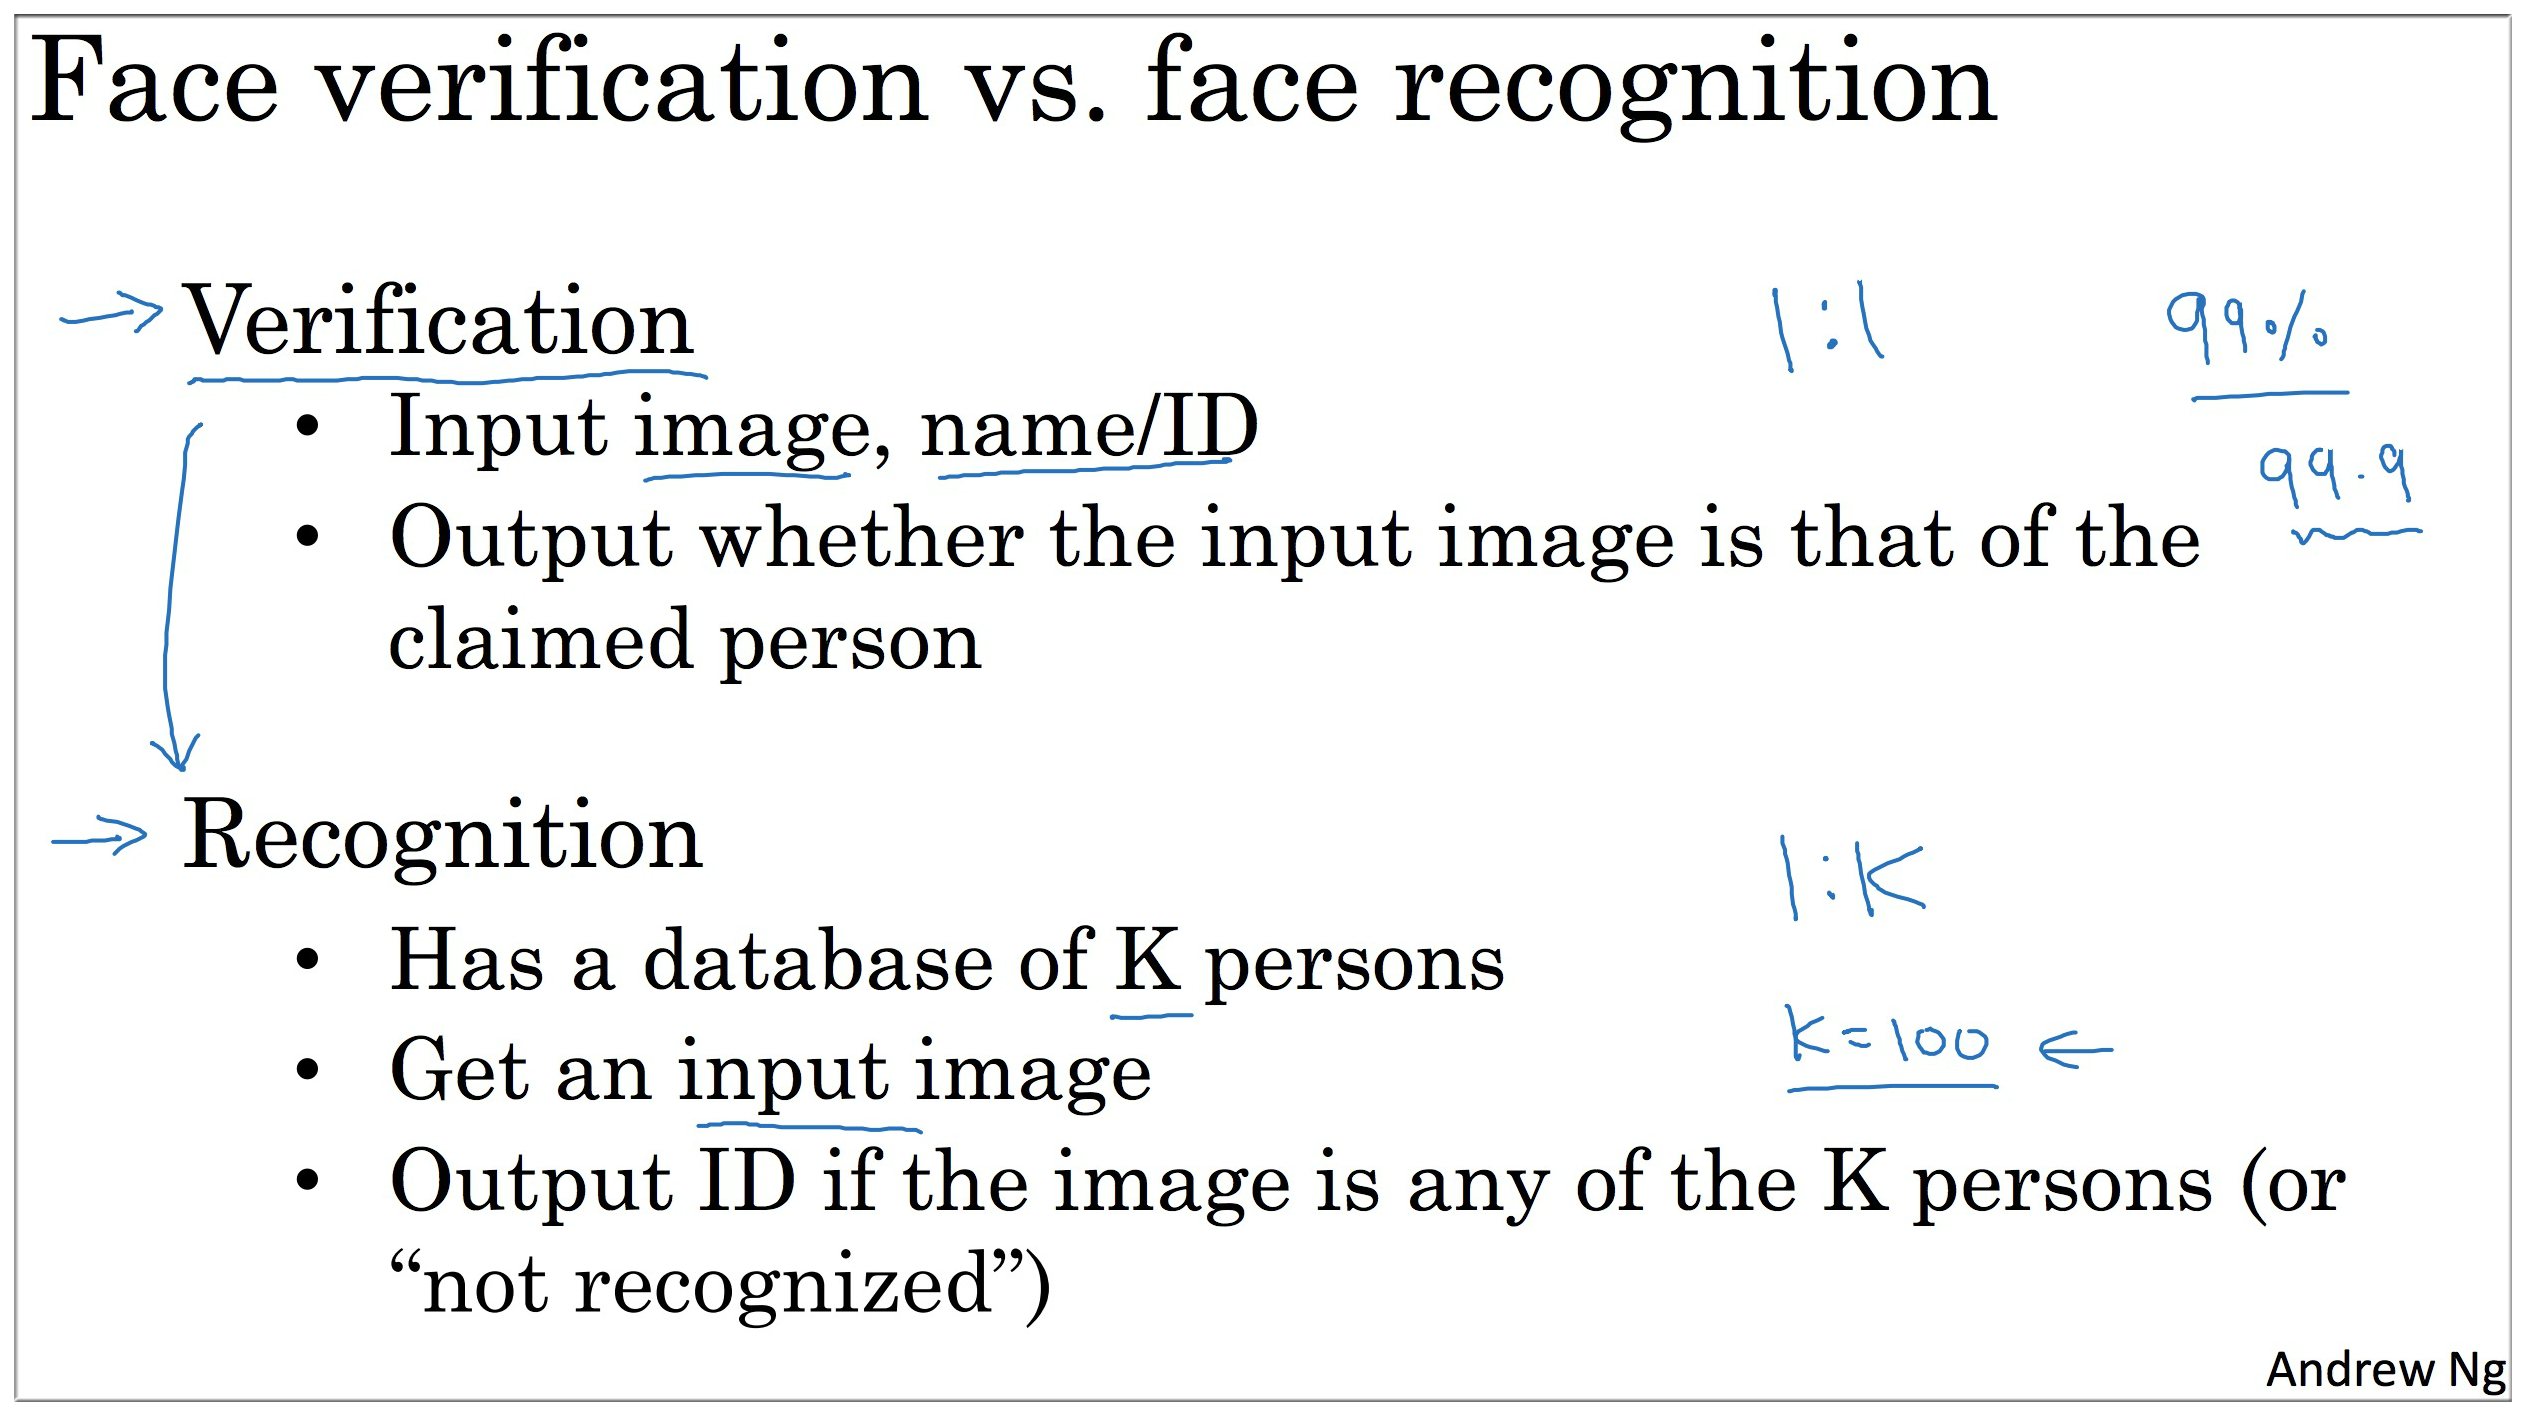 Face verification vs. face recognition
Verification
1:1
99%
• Input image, name/ID
99.9
• Output whether the input image is that of the
claimed person
Recognition
1:K
• Has a database of K persons
K=100
• Get an input image
• Output ID if the image is any of the K persons (or
“not recognized”)
Andrew Ng